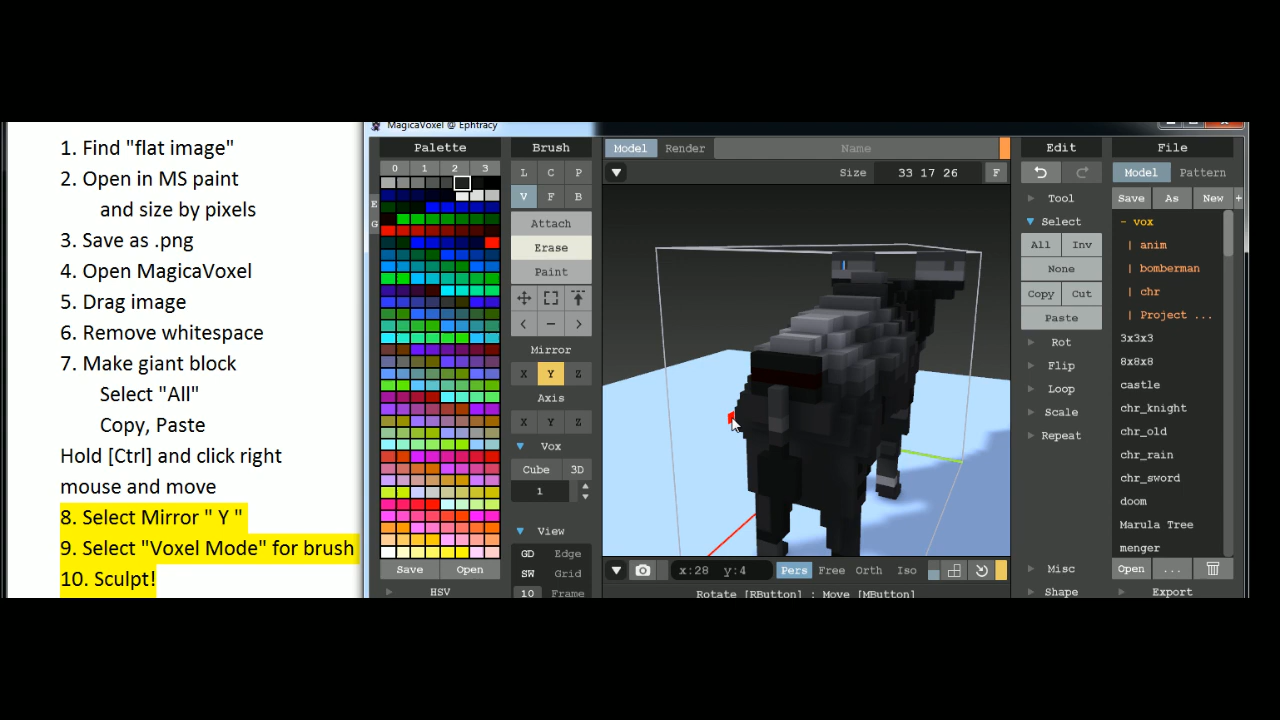 1. Find "flat image"
2. Open in MS paint
and size by pixels
3. Save as .png
4. Open MagicaVoxel
5. Drag image
6. Remove whitespace
7. Make giant block
Select "All"
Copy, Paste
Hold [Ctrl] and click right
mouse and move
8. Select Mirror " Y "
9. Select "Voxel Mode" for brush
10. Sculpt!
MagicaVoxel @ Ephtracy
Palette
0 1 2 3
E
G
Save Open
HSV
Brush
L C P
V F B
Attach
Erase
Paint
< - >
Mirror
X Y Z
Axis
X Y Z
Vox
Cube 3D
1
View
GD Edge
SW Grid
10 Frame
Model Render Name
Size 33 17 26 F
x:28 y:4 Pers Free Orth Iso
Rotate [RButton] : Move [MButton]
Edit
Tool
Select
All Inv
None
Copy Cut
Paste
Rot
Flip
Loop
Scale
Repeat
Misc
Shape
File
Model Pattern
Save As New +
- vox
| anim
| bomberman
| chr
| Project ...
3x3x3
8x8x8
castle
chr_knight
chr_old
chr_rain
chr_sword
doom
Marula Tree
menger
Open ...
Export